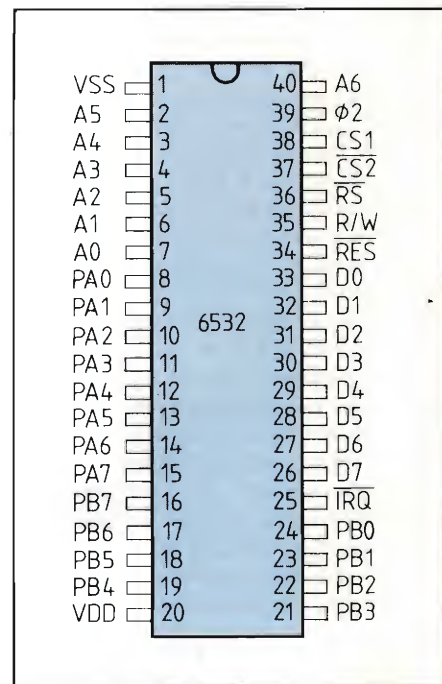 VSS 1 40 A6
A5 2 39 ϕ2
A4 3 38 CS1
A3 4 37 C̅S̅2̅
A2 5 36 R̅S̅
A1 6 35 R/W
A0 7 34 R̅E̅S̅
PA0 8 33 D0
PA1 9 32 D1
6532
PA2 10 31 D2
PA3 11 30 D3
PA4 12 29 D4
PA5 13 28 D5
PA6 14 27 D6
PA7 15 26 D7
PB7 16 25 I̅R̅Q̅
PB6 17 24 PB0
PB5 18 23 PB1
PB4 19 22 PB2
VDD 20 21 PB3